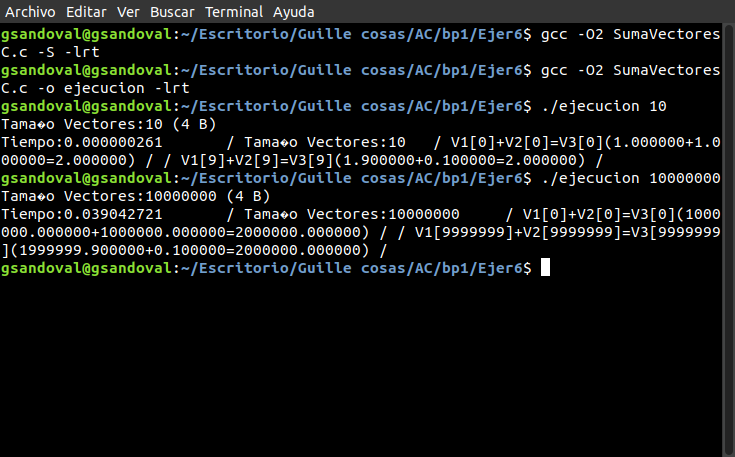 Archivo Editar Ver Buscar Terminal Ayuda
gsandoval@gsandoval:~/Escritorio/Guille cosas/AC/bp1/Ejer6$ gcc -O2 SumaVectores
C.c -S -lrt
gsandoval@gsandoval:~/Escritorio/Guille cosas/AC/bp1/Ejer6$ gcc -O2 SumaVectores
C.c -o ejecucion -lrt
gsandoval@gsandoval:~/Escritorio/Guille cosas/AC/bp1/Ejer6$ ./ejecucion 10
Tama�o Vectores:10 (4 B)
Tiempo:0.000000261       / Tama�o Vectores:10   / V1[0]+V2[0]=V3[0](1.000000+1.0
00000=2.000000) / / V1[9]+V2[9]=V3[9](1.900000+0.100000=2.000000) /
gsandoval@gsandoval:~/Escritorio/Guille cosas/AC/bp1/Ejer6$ ./ejecucion 10000000
Tama�o Vectores:10000000 (4 B)
Tiempo:0.039042721       / Tama�o Vectores:10000000     / V1[0]+V2[0]=V3[0](1000
000.000000+1000000.000000=2000000.000000) / / V1[9999999]+V2[9999999]=V3[9999999
](1999999.900000+0.100000=2000000.000000) /
gsandoval@gsandoval:~/Escritorio/Guille cosas/AC/bp1/Ejer6$